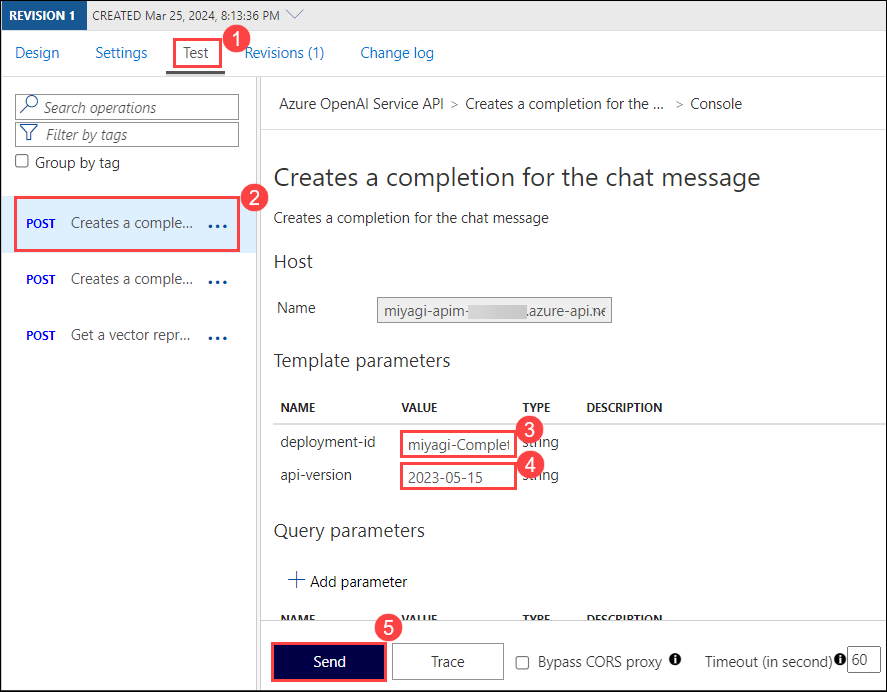 REVISION 1 CREATED Mar 25, 2024, 8:13:36 PM
1
Design Settings Test Revisions (1) Change log
Search operations
Filter by tags
Group by tag
2
POST Creates a comple... ...
POST Creates a comple... ...
POST Get a vector repr... ...
Azure OpenAI Service API > Creates a completion for the ... > Console
Creates a completion for the chat message
Creates a completion for the chat message
Host
Name miyagi-apim- .azure-api.ne
Template parameters
NAME VALUE TYPE DESCRIPTION
3
deployment-id miyagi-Complet string
4
api-version 2023-05-15 string
Query parameters
+ Add parameter
NAME VALUE TYPE DESCRIPTION
5
Send Trace Bypass CORS proxy Timeout (in second) 60